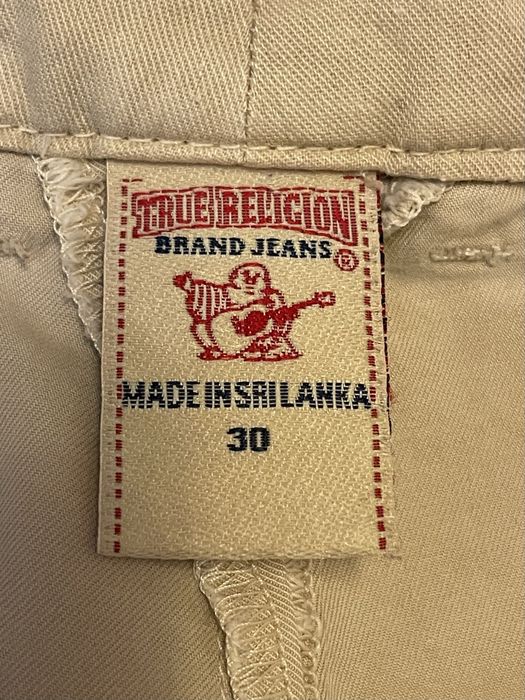 TRUE RELIGION
BRAND JEANS ®
MADE IN SRI LANKA
30